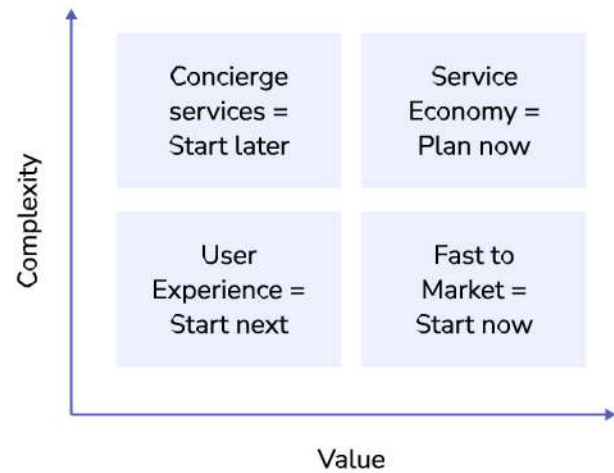 Complexity
Concierge
services =
Start later
Service
Economy =
Plan now
User
Experience =
Start next
Fast to
Market =
Start now
Value